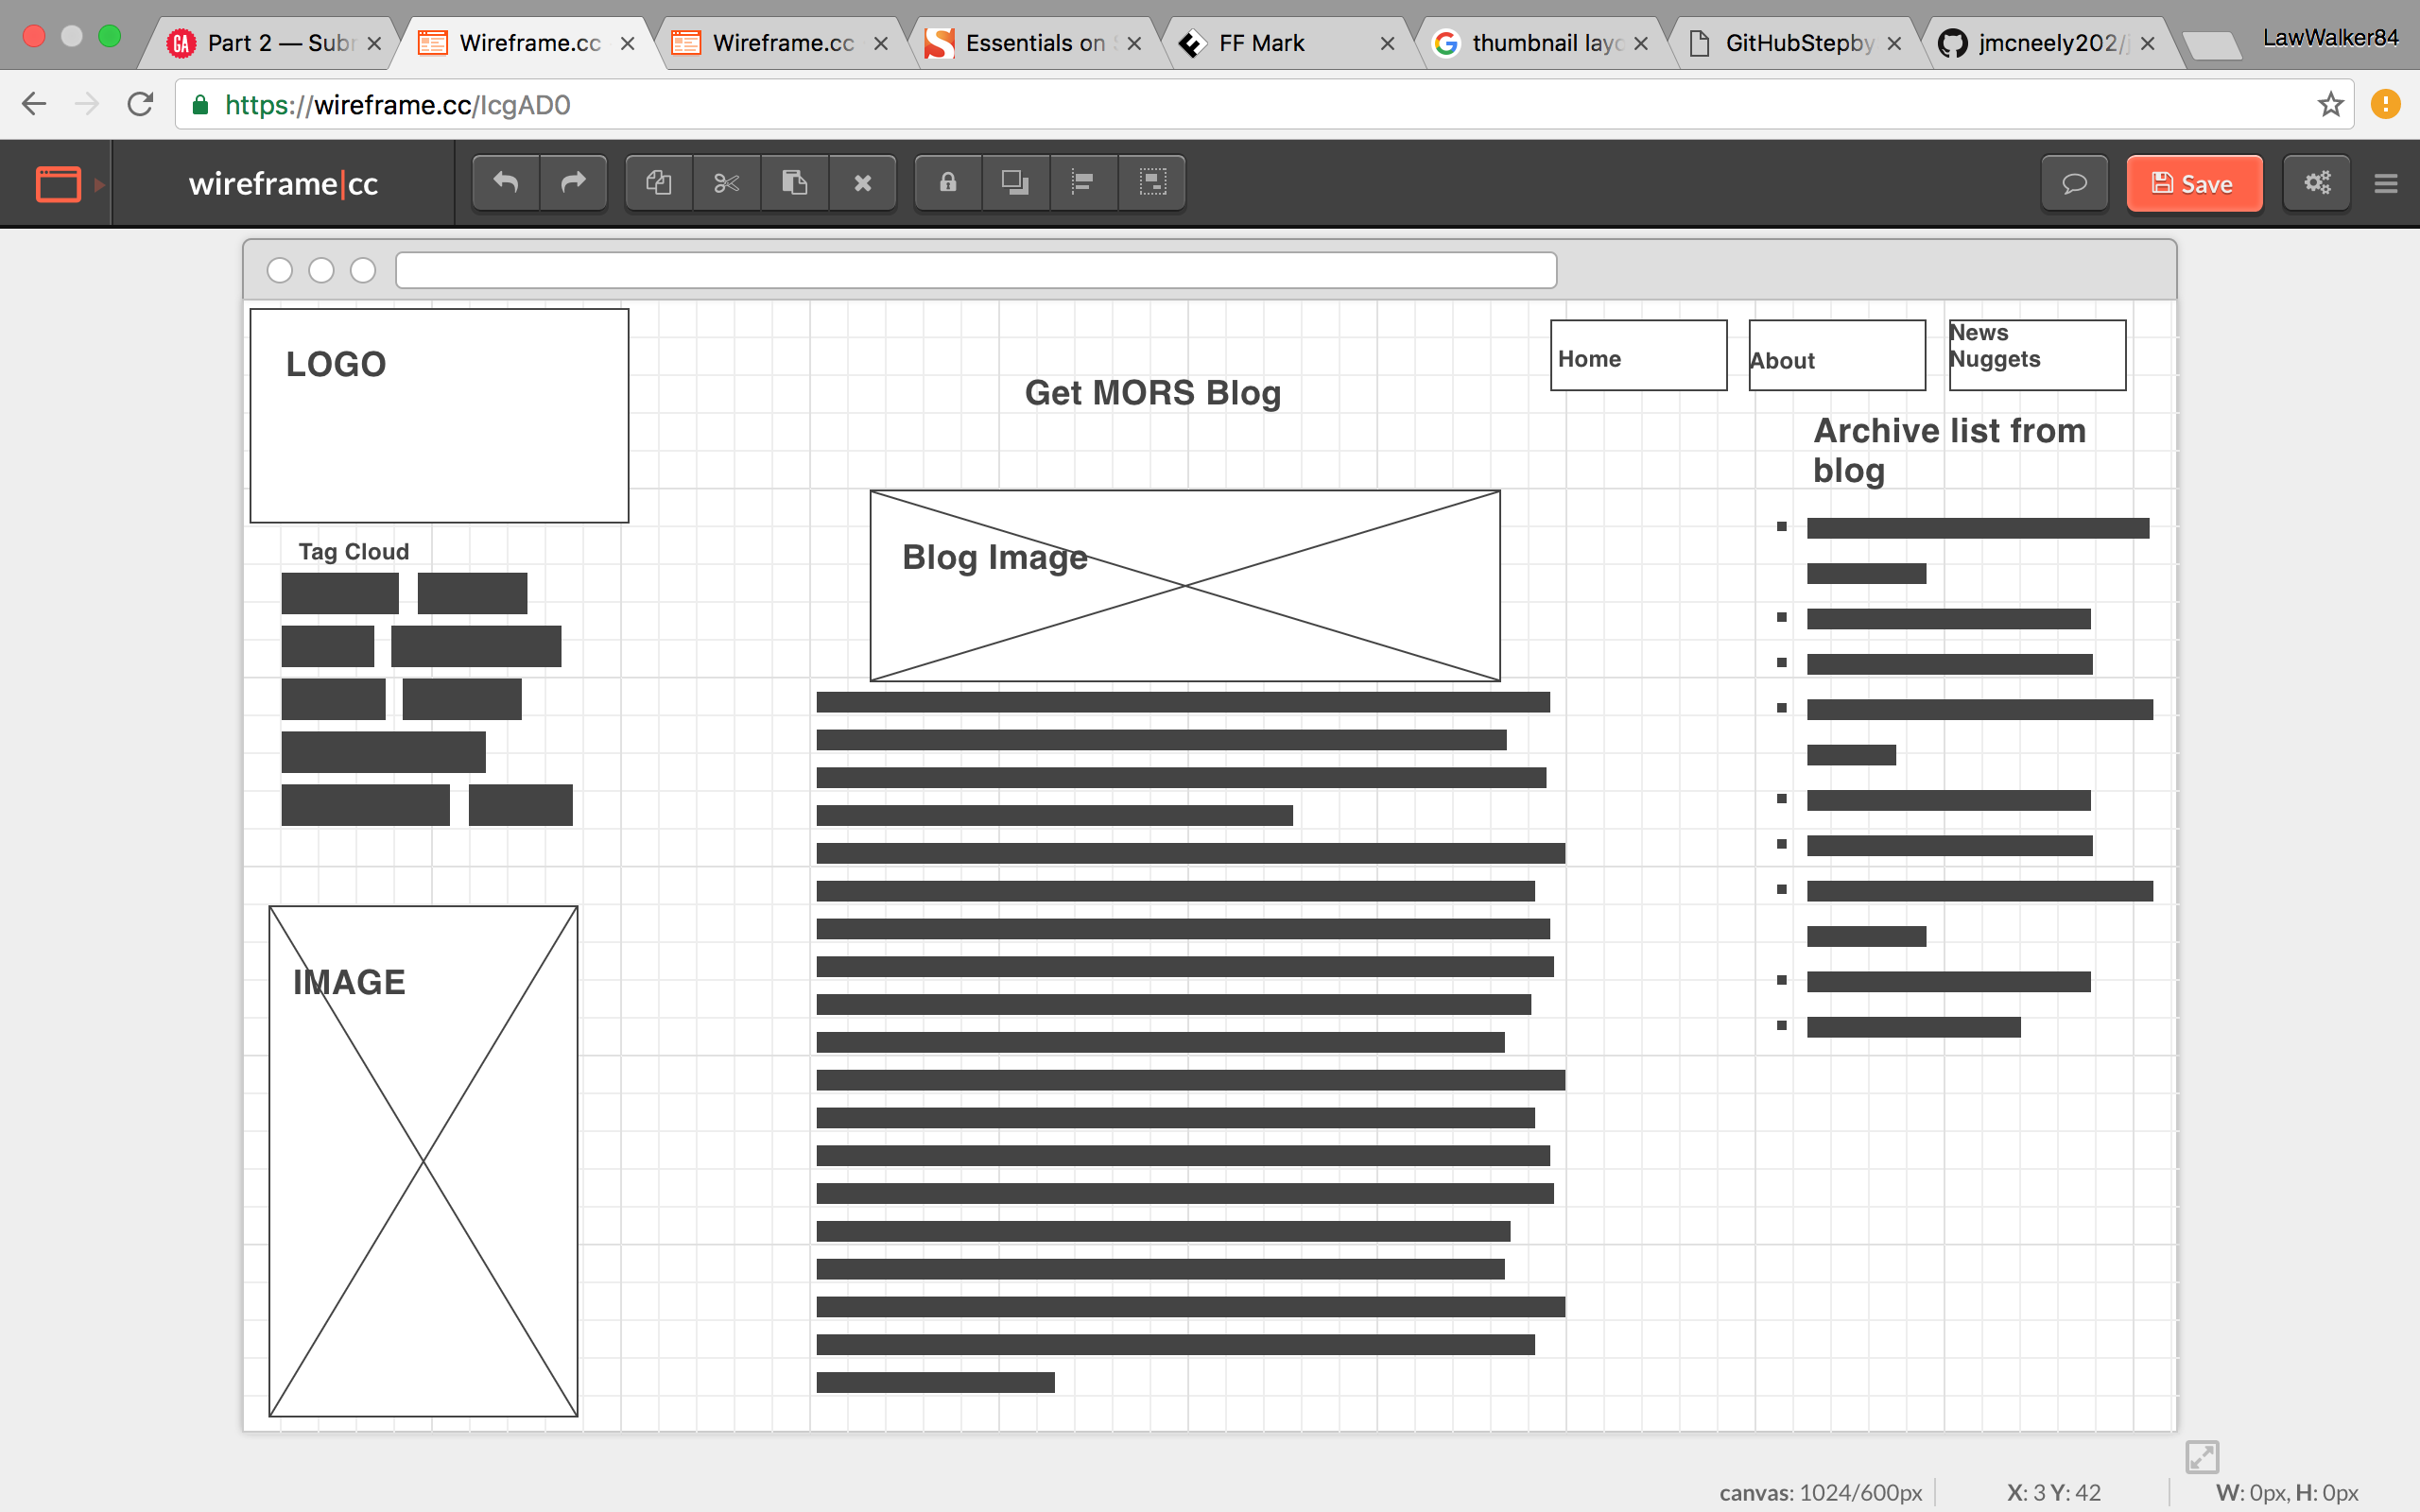 Part 2 — Subr
Wireframe.cc
Wireframe.cc
Essentials on
FF Mark
thumbnail layo
GitHubStepby
jmcneely202/j
LawWalker84
https://wireframe.cc/IcgAD0
wireframe|cc
Save
LOGO
Get MORS Blog
Home
About
News
Nuggets
Archive list from
blog
Tag Cloud
Blog Image
IMAGE
canvas: 1024/600px
X: 3 Y: 42
W: 0px, H: 0px